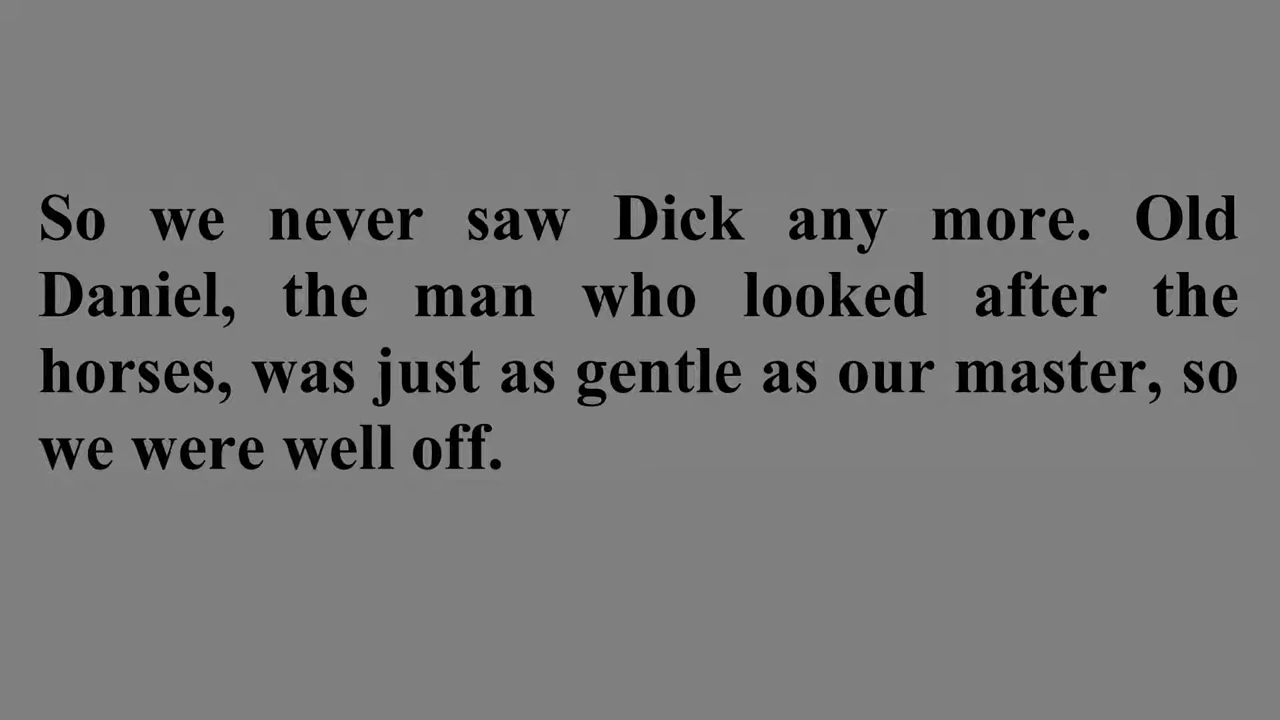 So we never saw Dick any more. Old
Daniel, the man who looked after the
horses, was just as gentle as our master, so
we were well off.